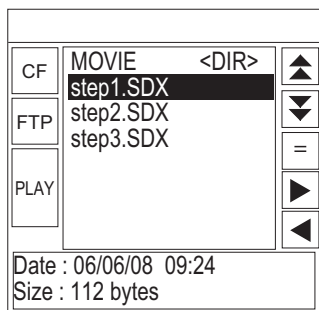 CF
FTP
PLAY
MOVIE <DIR>
step1.SDX
step2.SDX
step3.SDX
=
Date : 06/06/08 09:24
Size : 112 bytes